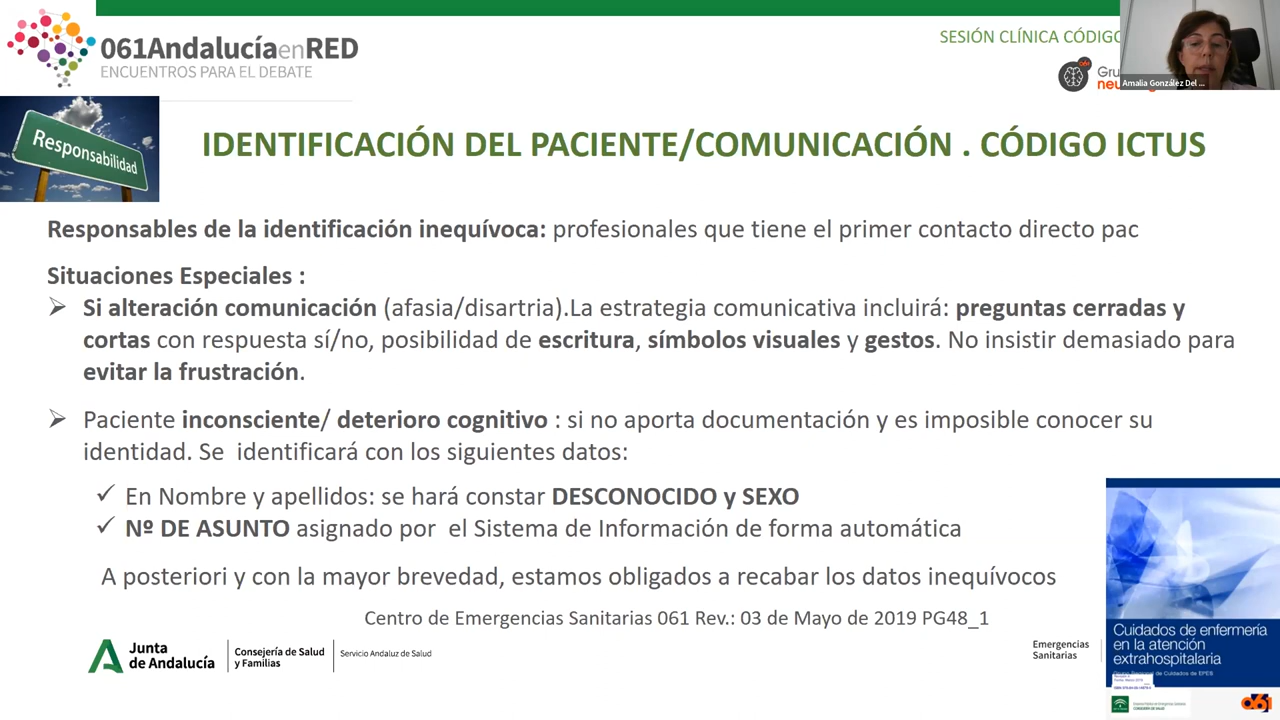 061AndalucíaenRED
ENCUENTROS PARA EL DEBATE
SESIÓN CLÍNICA CÓDIGO
Amalia González Del ...
Responsabilidad
IDENTIFICACIÓN DEL PACIENTE/COMUNICACIÓN . CÓDIGO ICTUS
Responsables de la identificación inequívoca: profesionales que tiene el primer contacto directo pac
Situaciones Especiales :
Si alteración comunicación (afasia/disartria).La estrategia comunicativa incluirá: preguntas cerradas y
cortas con respuesta sí/no, posibilidad de escritura, símbolos visuales y gestos. No insistir demasiado para
evitar la frustración.
Paciente inconsciente/ deterioro cognitivo : si no aporta documentación y es imposible conocer su
identidad. Se identificará con los siguientes datos:
En Nombre y apellidos: se hará constar DESCONOCIDO y SEXO
Nº DE ASUNTO asignado por el Sistema de Información de forma automática
A posteriori y con la mayor brevedad, estamos obligados a recabar los datos inequívocos
Centro de Emergencias Sanitarias 061 Rev.: 03 de Mayo de 2019 PG48_1
Junta
de Andalucía
Consejería de Salud
y Familias
Servicio Andaluz de Salud
Emergencias
Sanitarias
Cuidados de enfermería
en la atención
extrahospitalaria
Grupo Regional de Cuidados de EPES
061